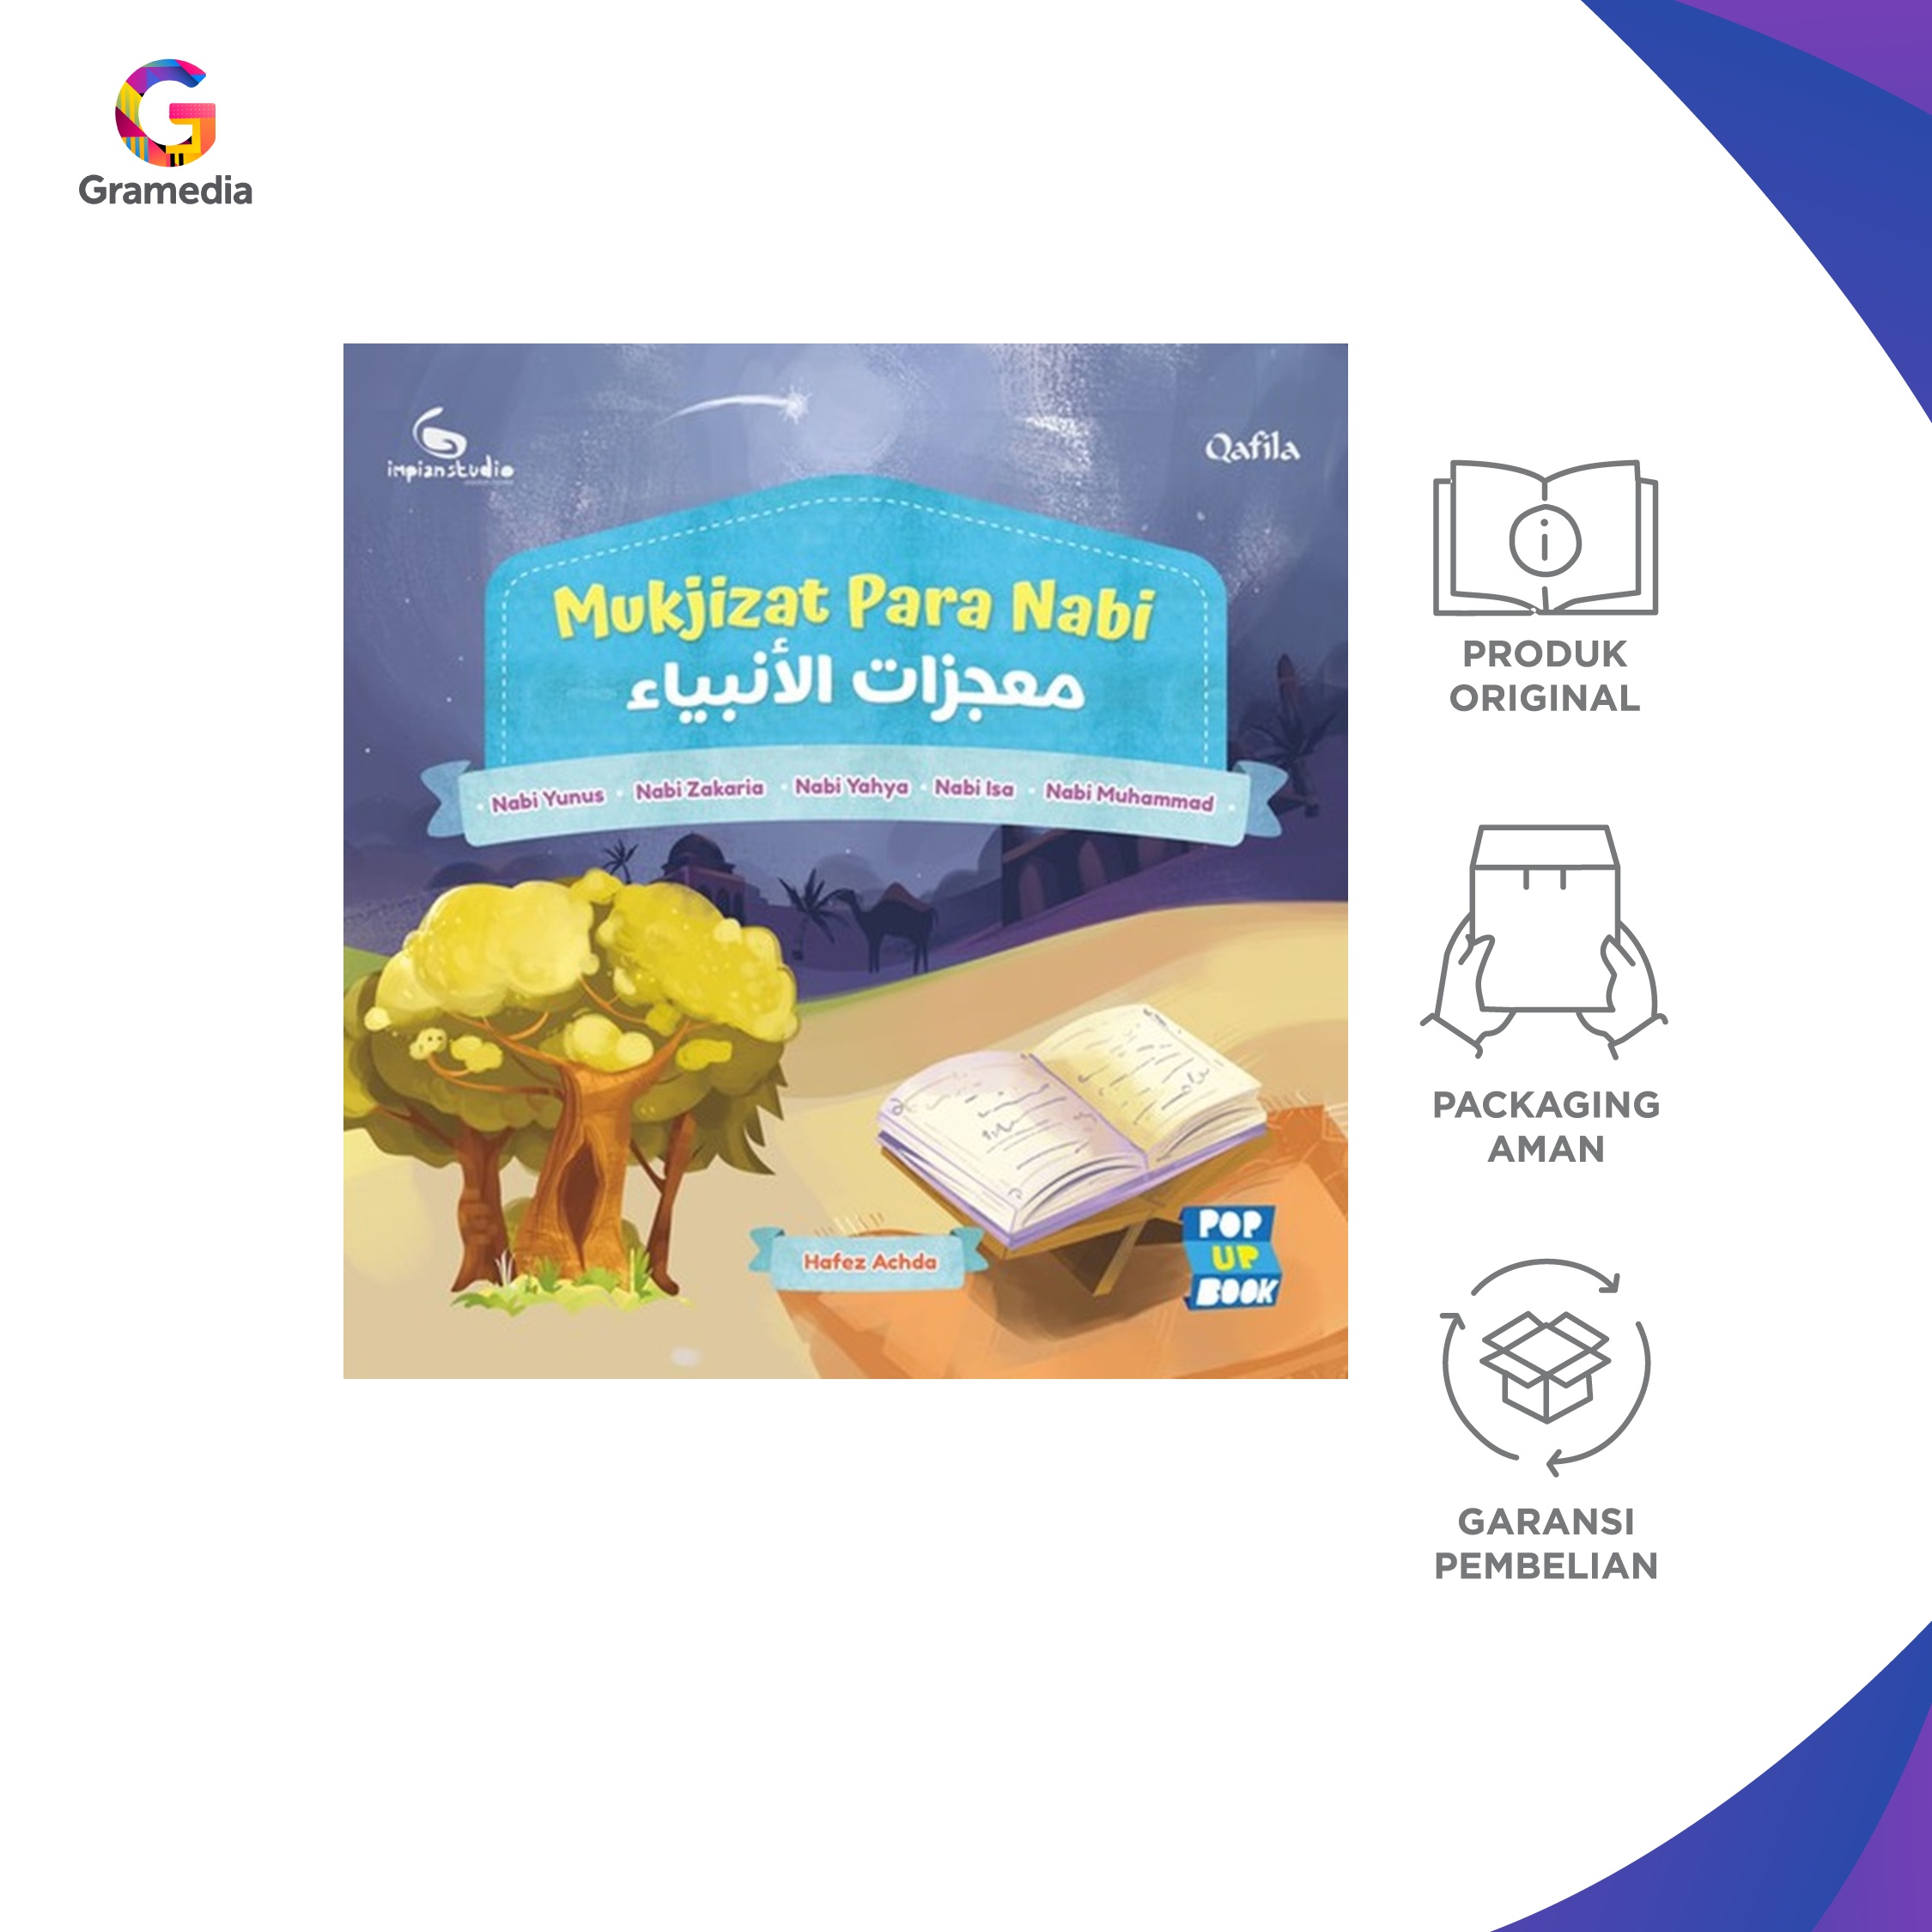 Gramedia
impianstudio
Qafila
Mukjizat Para Nabi
معجزات الأنبياء
Nabi Yunus · Nabi Zakaria · Nabi Yahya · Nabi Isa · Nabi Muhammad
Hafez Achda
POP
UP
BOOK
PRODUK
ORIGINAL
PACKAGING
AMAN
GARANSI
PEMBELIAN